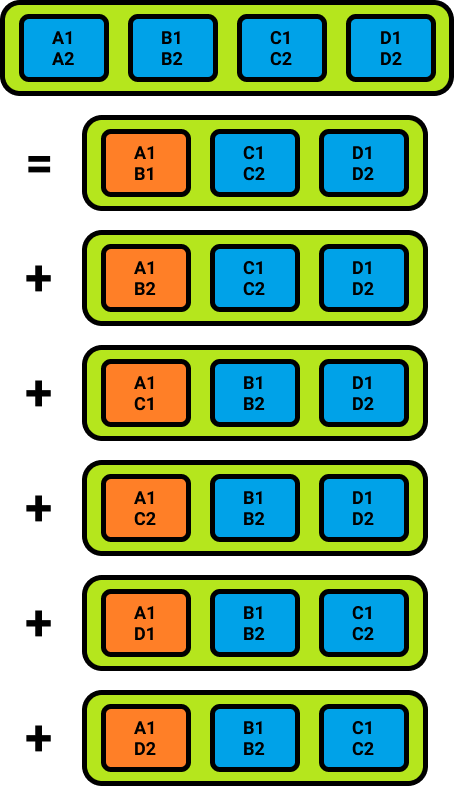 A1 B1 C1 D1
A2 B2 C2 D2
= A1 C1 D1
B1 C2 D2
+ A1 C1 D1
B2 C2 D2
+ A1 B1 D1
C1 B2 D2
+ A1 B1 D1
C2 B2 D2
+ A1 B1 C1
D1 B2 C2
+ A1 B1 C1
D2 B2 C2